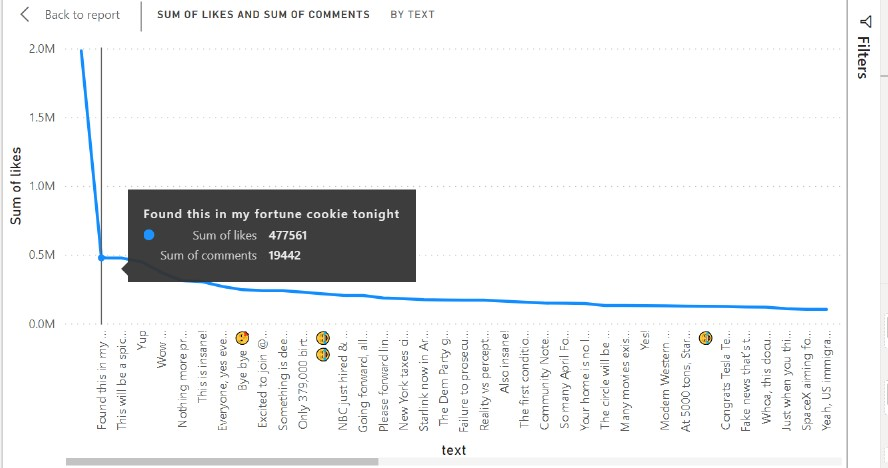 Back to report
SUM OF LIKES AND SUM OF COMMENTS BY TEXT
Filters
Sum of likes
2.0M
1.5M
1.0M
0.5M
0.0M
Found this in my fortune cookie tonight
Sum of likes 477561
Sum of comments 19442
Found this in my ...
This will be a spic...
Yup
Wow ...
Nothing more pr...
This is insane!
Everyone, yes eve...
Bye bye 😘
Excited to join @...
Something is dee...
Only 379,000 birt...
🤣🤣
NBC just hired & ...
Going forward, all...
Please forward lin...
New York taxes ci...
Starlink now in Ar...
The Dem Party g...
Failure to prosecu...
Reality vs percept...
Also insane!
The first conditio...
Community Note...
So many April Fo...
Your home is no l...
The circle will be ...
Many movies exis...
Yes!
Modern Western ...
At 5000 tons, Star...
🤣
Congrats Tesla Te...
Fake news that's t...
Whoa, this docu...
Just when you thi...
SpaceX aiming fo...
Yeah, US immigra...
text